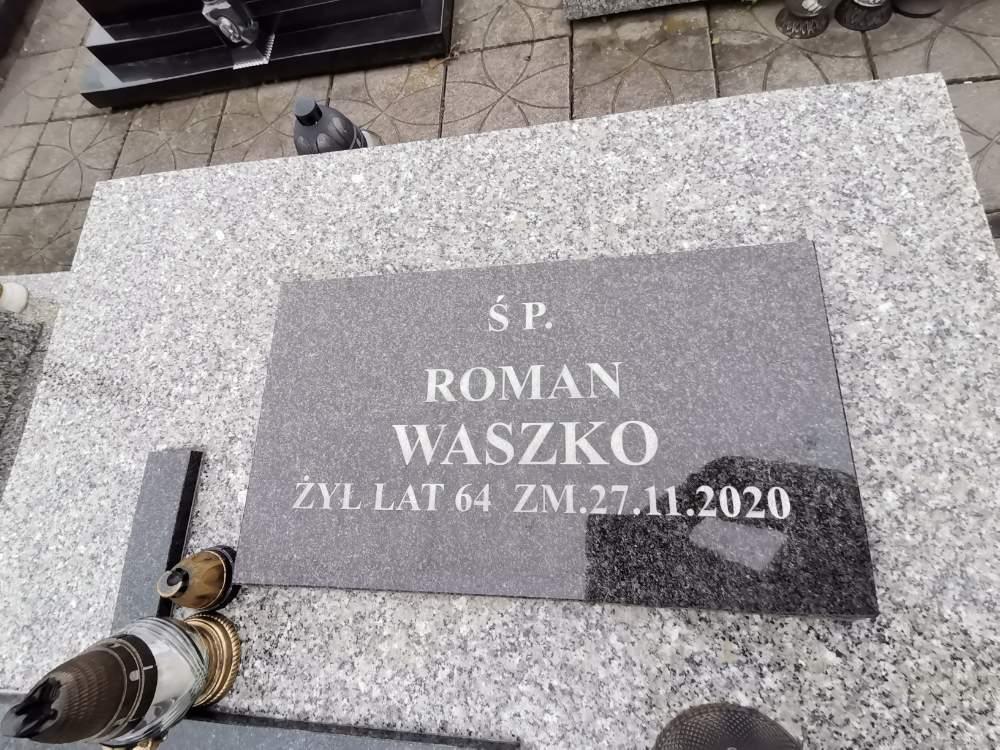 Ś P.
ROMAN
WASZKO
ŻYŁ LAT 64 ZM.27.11.2020